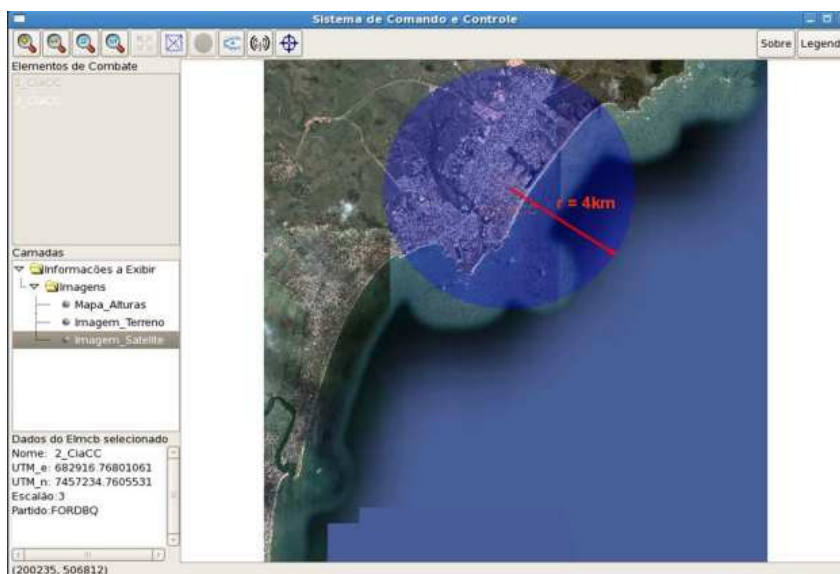 Sistema de Comando e Controle
Sobre
Legend
Elementos de Combate
2_CiaCC
Camadas
Informações a Exibir
Imagens
Mapa_Alturas
Imagem_Terreno
Imagem_Satelite
Dados do Elmcb selecionado
Nome: 2_CiaCC
UTM_e: 682916.76801061
UTM_n: 7457234.7605531
Escalão:3
Partido:FORDBQ
(200235, 506812)
r = 4km